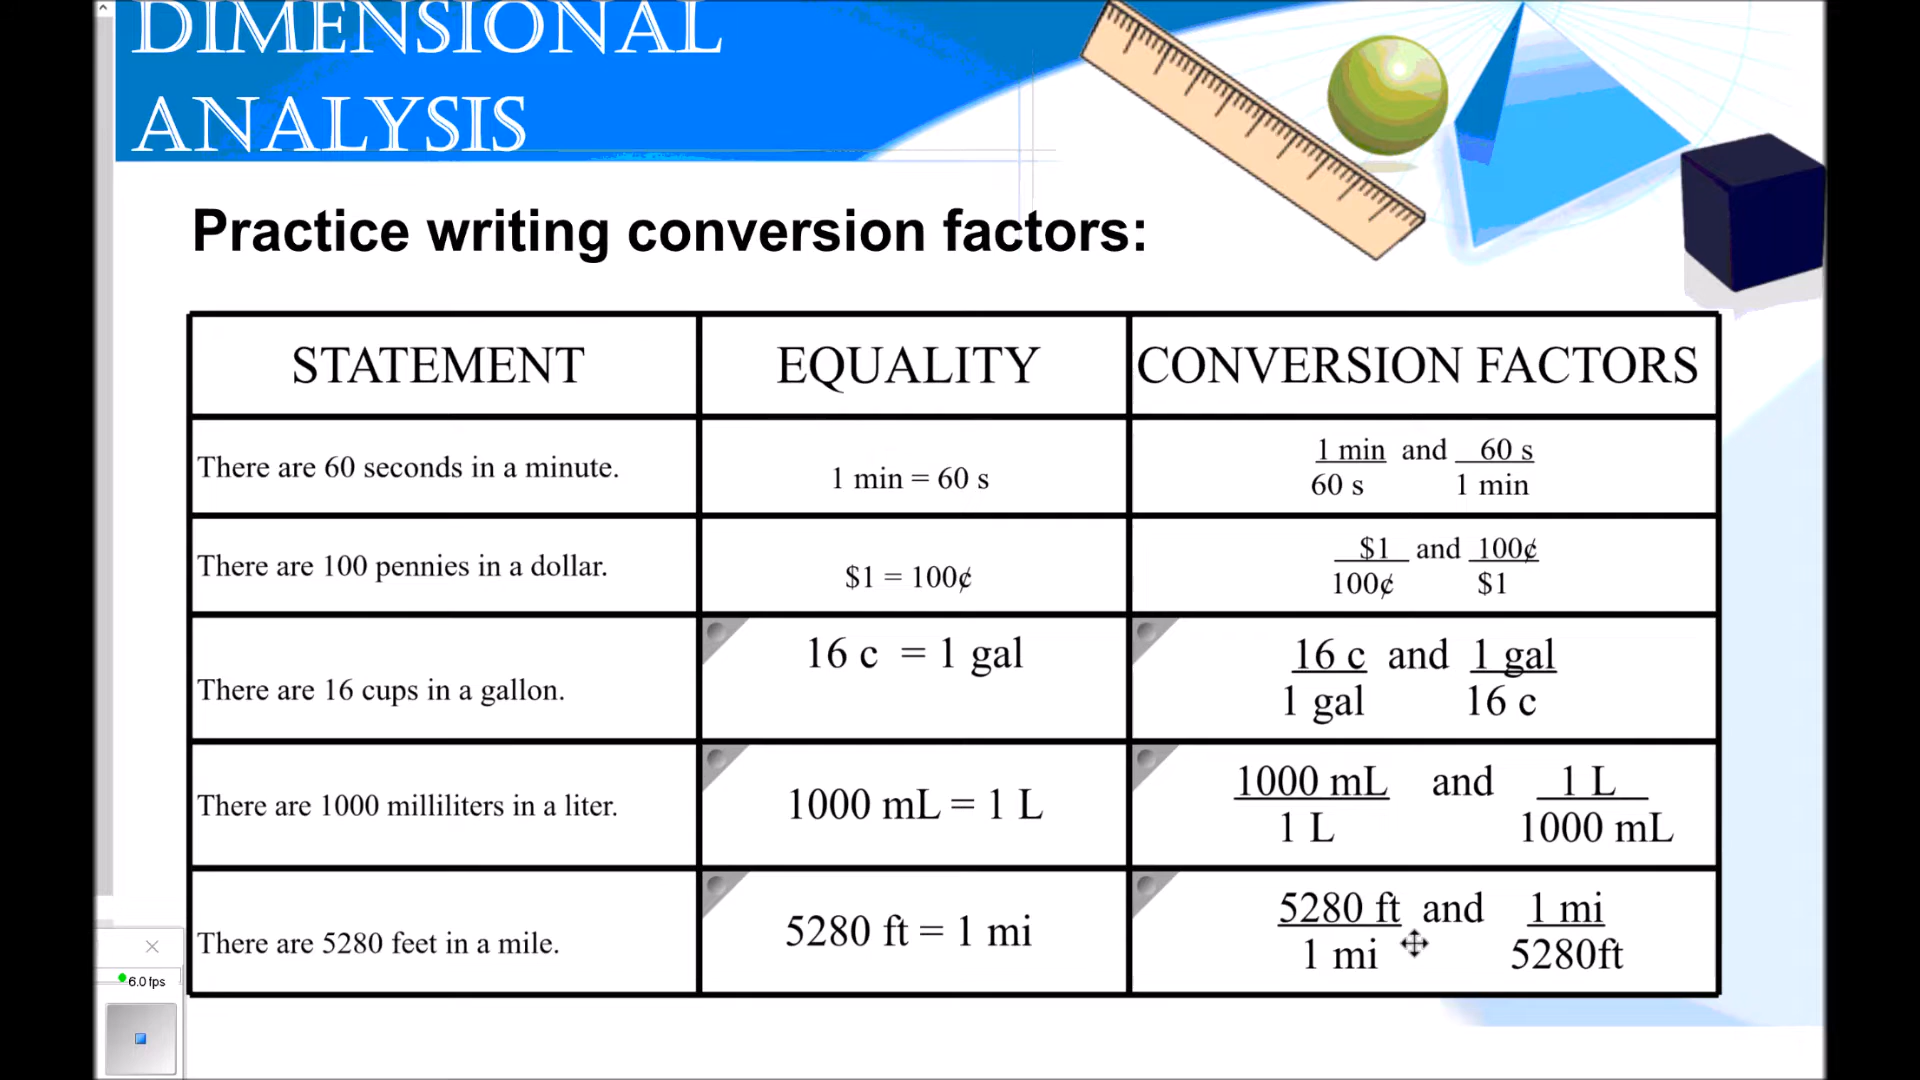 DIMENSIONAL
ANALYSIS
Practice writing conversion factors:
STATEMENT EQUALITY CONVERSION FACTORS
There are 60 seconds in a minute. 1 min = 60 s 1 min and 60 s
60 s 1 min
There are 100 pennies in a dollar. $1 = 100¢ $1 and 100¢
100¢ $1
There are 16 cups in a gallon. 16 c = 1 gal 16 c and 1 gal
1 gal 16 c
There are 1000 milliliters in a liter. 1000 mL = 1 L 1000 mL and 1 L
1 L 1000 mL
There are 5280 feet in a mile. 5280 ft = 1 mi 5280 ft and 1 mi
1 mi 5280ft
6.0 fps